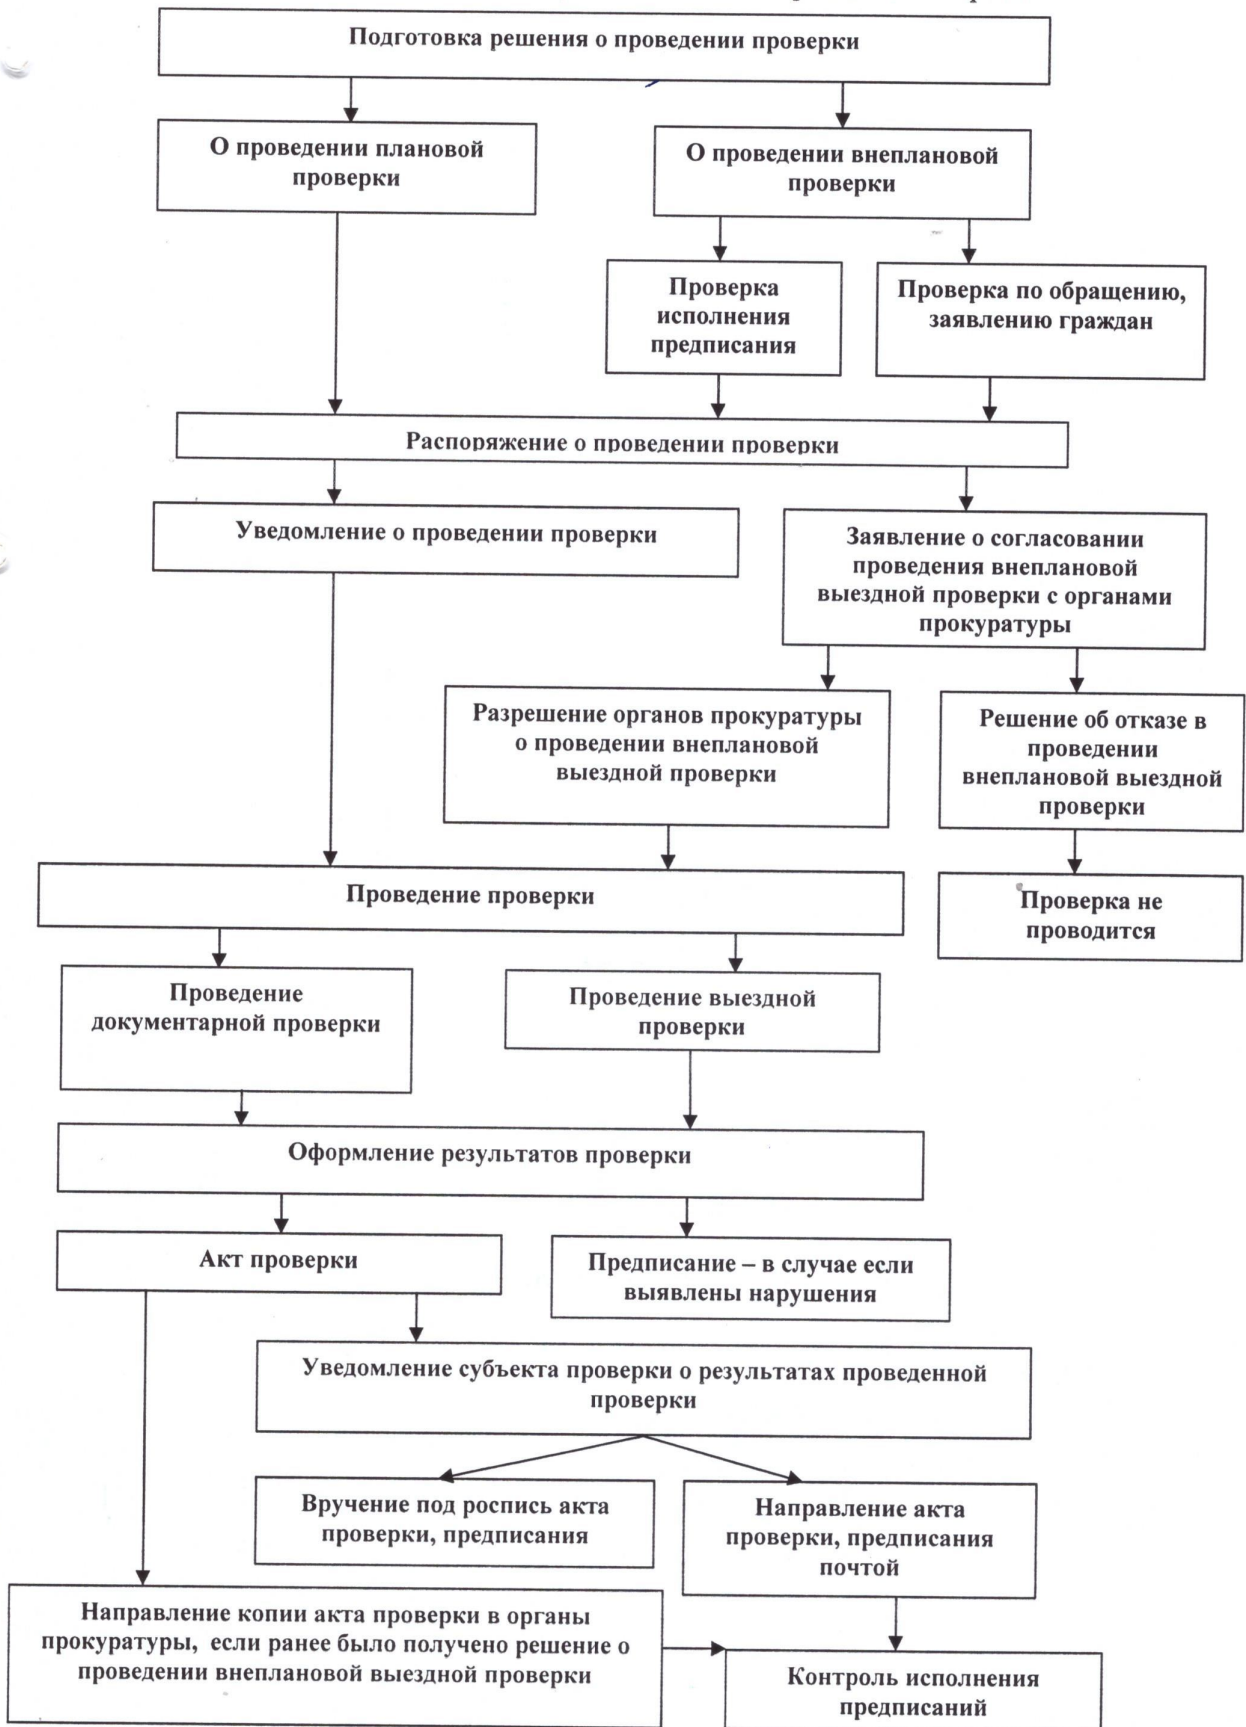 Подготовка решения о проведении проверки
О проведении плановой
проверки
О проведении внеплановой
проверки
Проверка
исполнения
предписания
Проверка по обращению,
заявлению граждан
Распоряжение о проведении проверки
Уведомление о проведении проверки
Заявление о согласовании
проведения внеплановой
выездной проверки с органами
прокуратуры
Разрешение органов прокуратуры
о проведении внеплановой
выездной проверки
Решение об отказе в
проведении
внеплановой выездной
проверки
Проведение проверки
Проверка не
проводится
Проведение
документарной проверки
Проведение выездной
проверки
Оформление результатов проверки
Акт проверки
Предписание – в случае если
выявлены нарушения
Уведомление субъекта проверки о результатах проведенной
проверки
Вручение под роспись акта
проверки, предписания
Направление акта
проверки, предписания
почтой
Направление копии акта проверки в органы
прокуратуры, если ранее было получено решение о
проведении внеплановой выездной проверки
Контроль исполнения
предписаний